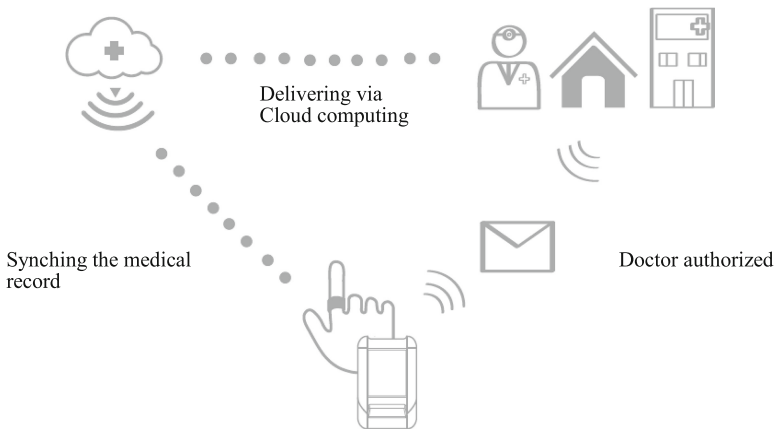 Delivering via
Cloud computing
Synching the medical
record
Doctor authorized